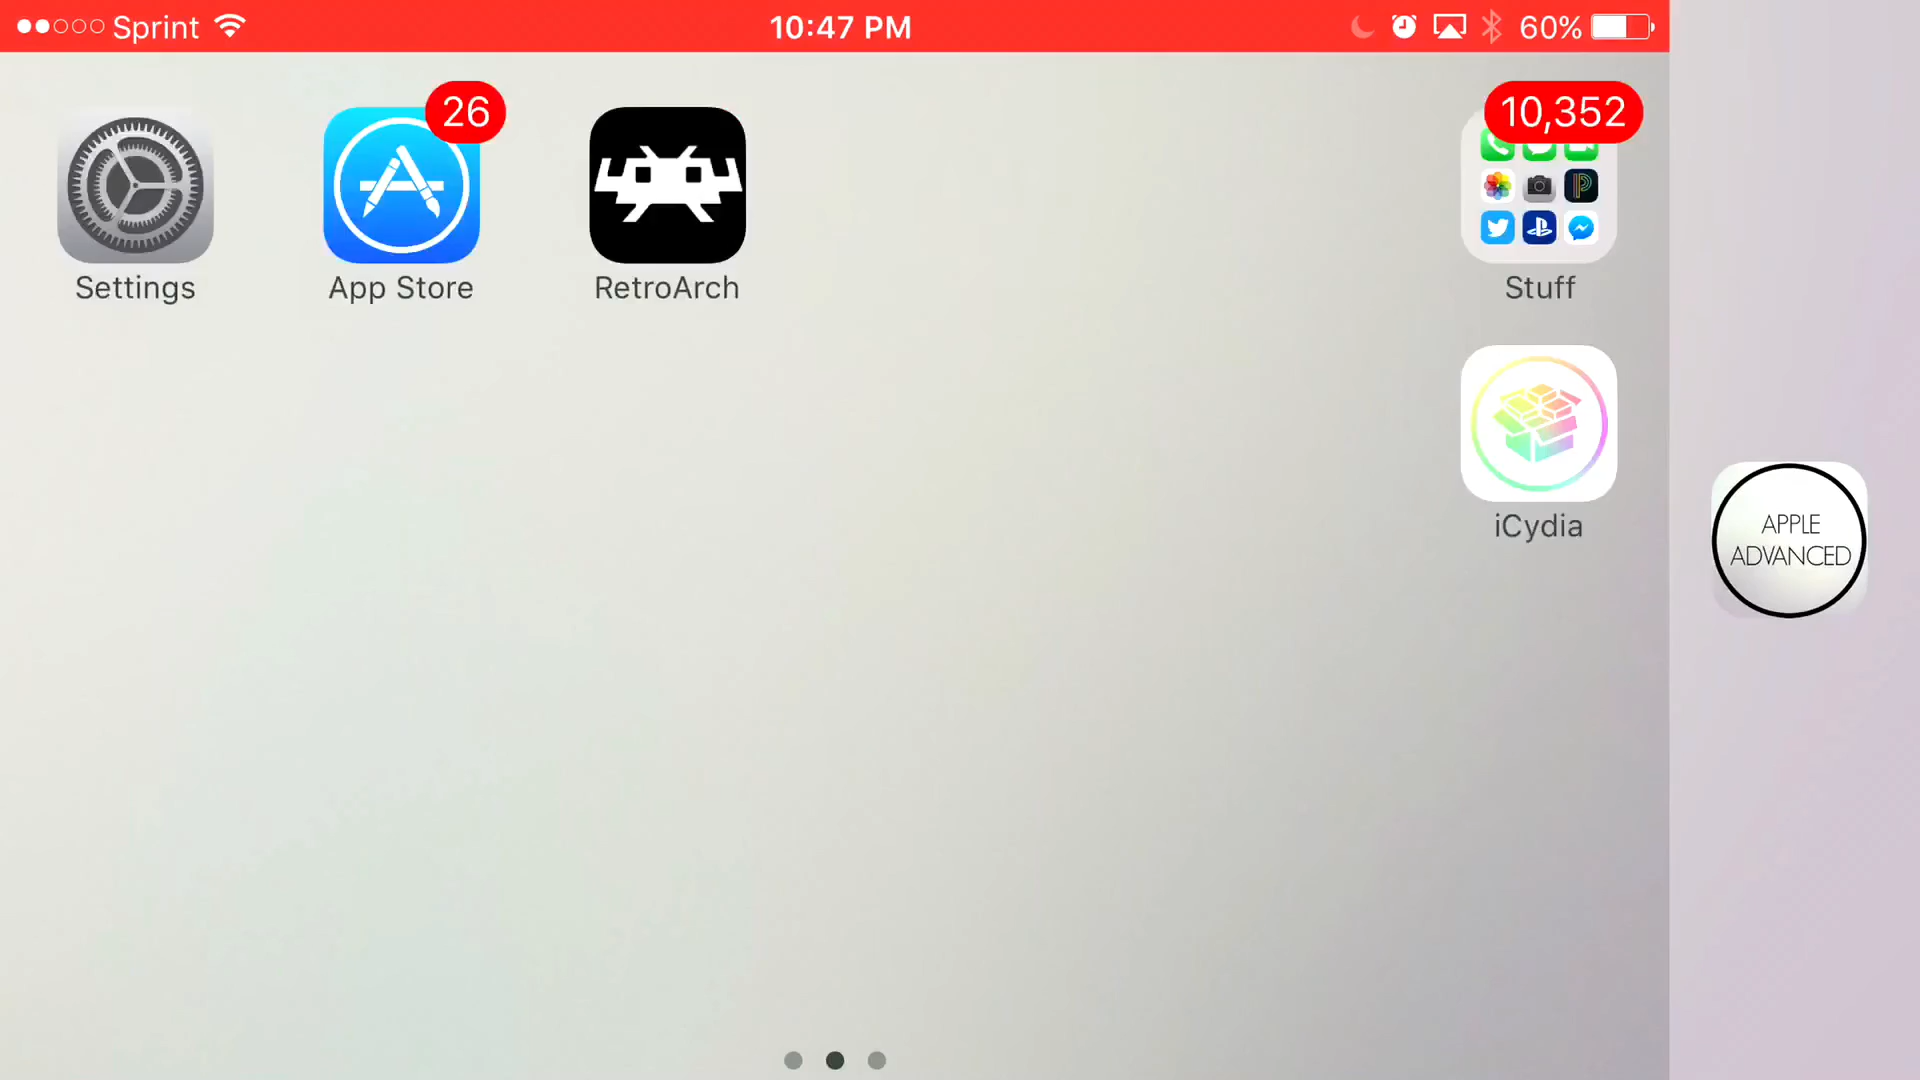 Sprint
10:47 PM
60%
26
10,352
Settings
App Store
RetroArch
Stuff
iCydia
APPLE
ADVANCED